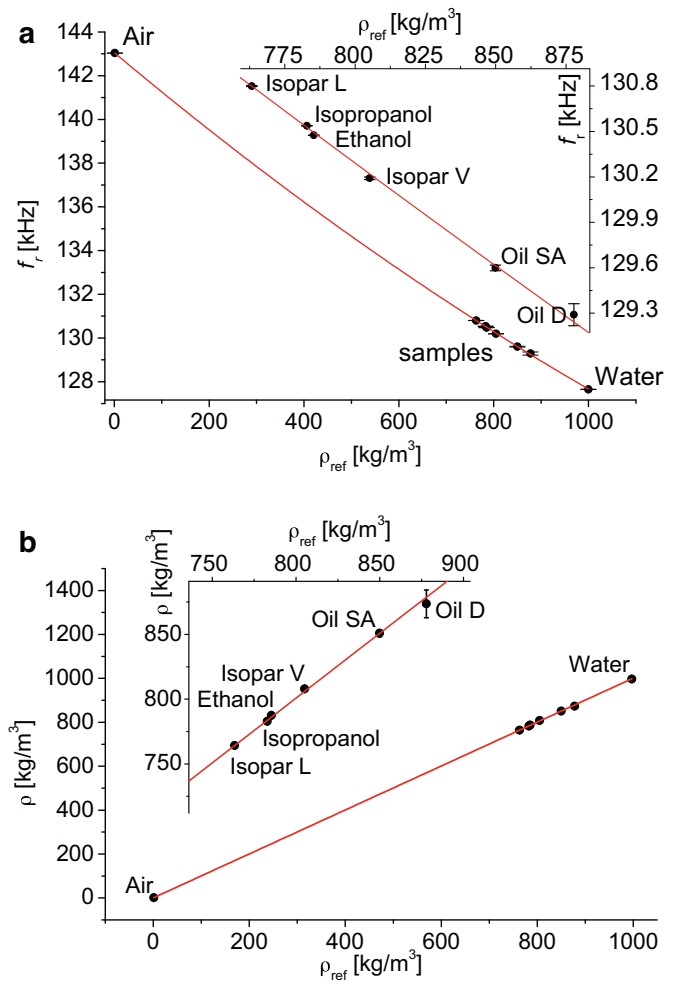 a
ρref [kg/m³]
775 800 825 850 875
144
142
140
138
136
134
132
130
128
fr [kHz]
Air
Isopar L
Isopropanol
Ethanol
Isopar V
Oil SA
Oil D
130.8
130.5
130.2
129.9
129.6
129.3
fr [kHz]
samples
Water
0 200 400 600 800 1000
ρref [kg/m³]
b
ρref [kg/m³]
750 800 850 900
ρ [kg/m³]
850
800
750
1400
1200
1000
800
600
400
200
0
ρ [kg/m³]
Oil SA
Oil D
Isopar V
Ethanol
Isopropanol
Isopar L
Water
Air
0 200 400 600 800 1000
ρref [kg/m³]